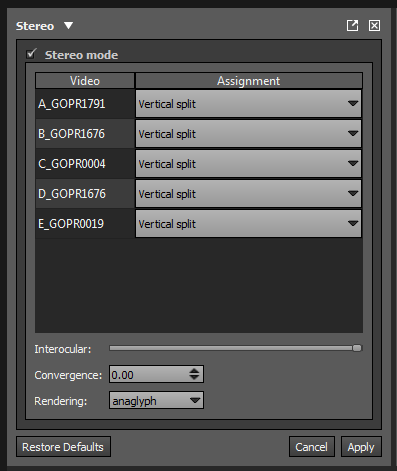 Stereo
Stereo mode
Video Assignment
A_GOPR1791 Vertical split
B_GOPR1676 Vertical split
C_GOPR0004 Vertical split
D_GOPR1676 Vertical split
E_GOPR0019 Vertical split
Interocular:
Convergence: 0.00
Rendering: anaglyph
Restore Defaults Cancel Apply